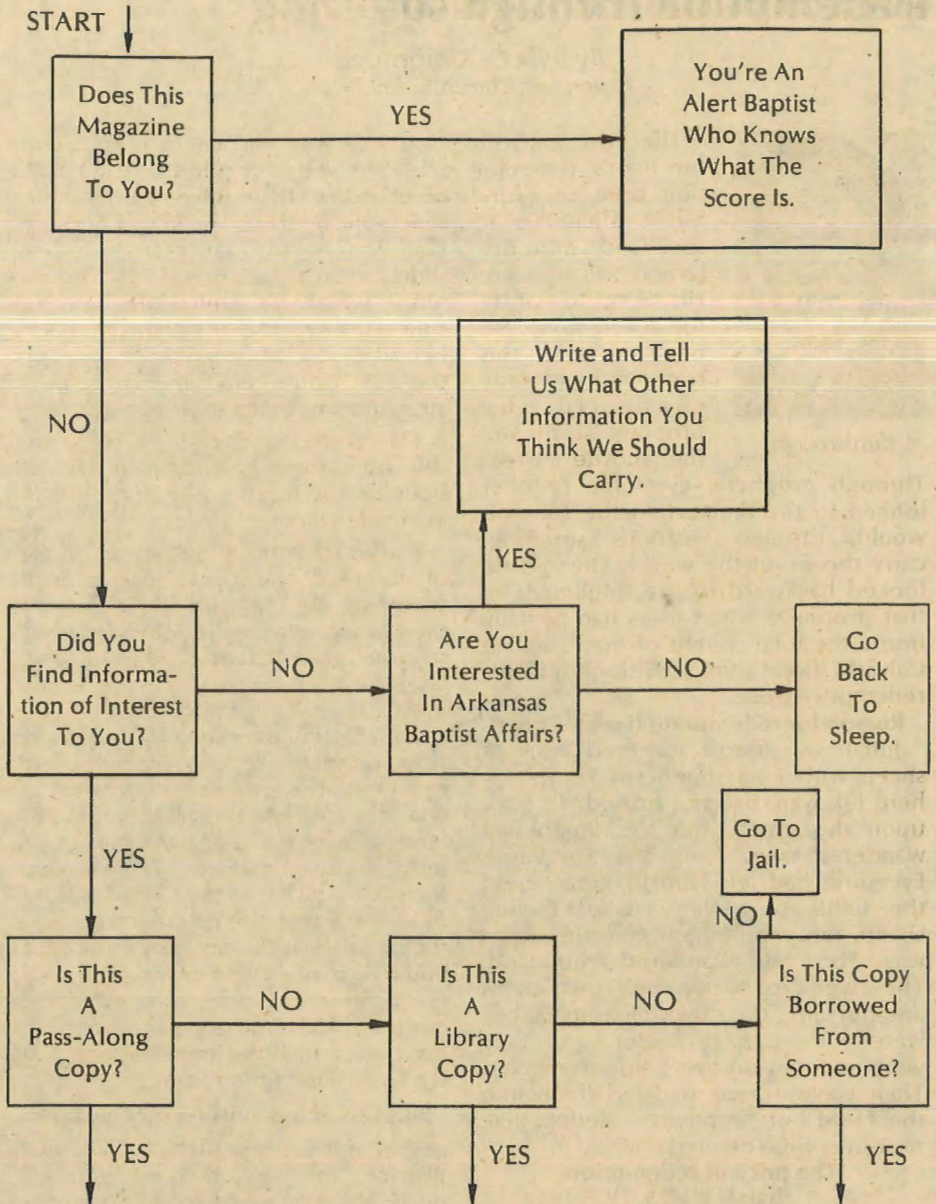 START
Does This
Magazine
Belong
To You?
YES
You're An
Alert Baptist
Who Knows
What The
Score Is.
NO
Write and Tell
Us What Other
Information You
Think We Should
Carry.
YES
Did You
Find Informa-
tion of Interest
To You?
NO
Are You
Interested
In Arkansas
Baptist Affairs?
NO
Go
Back
To
Sleep.
YES
Go To
Jail.
NO
Is This
A
Pass-Along
Copy?
NO
Is This
A
Library
Copy?
NO
Is This Copy
Borrowed
From
Someone?
YES
YES
YES